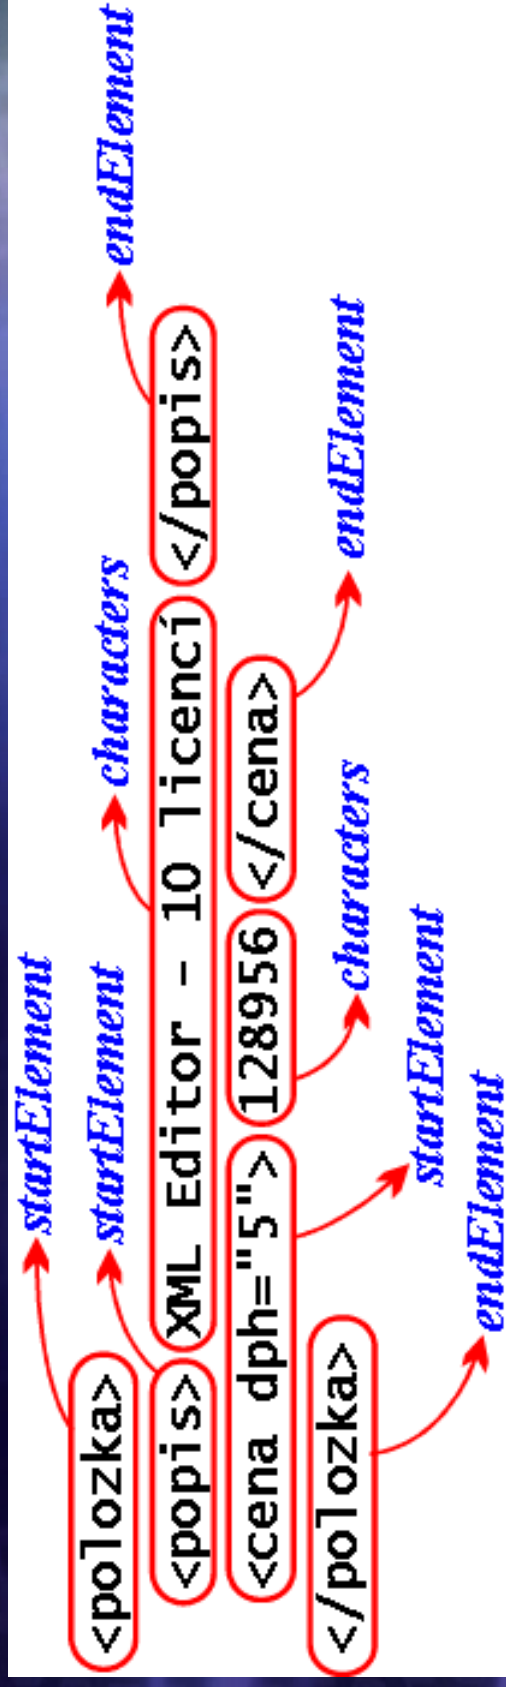 startElement
<polozka>
startElement characters endElement
<popis> XML Editor - 10 licencí </popis>
<cena dph="5"> 128956 </cena>
characters endElement
</polozka>
startElement
endElement